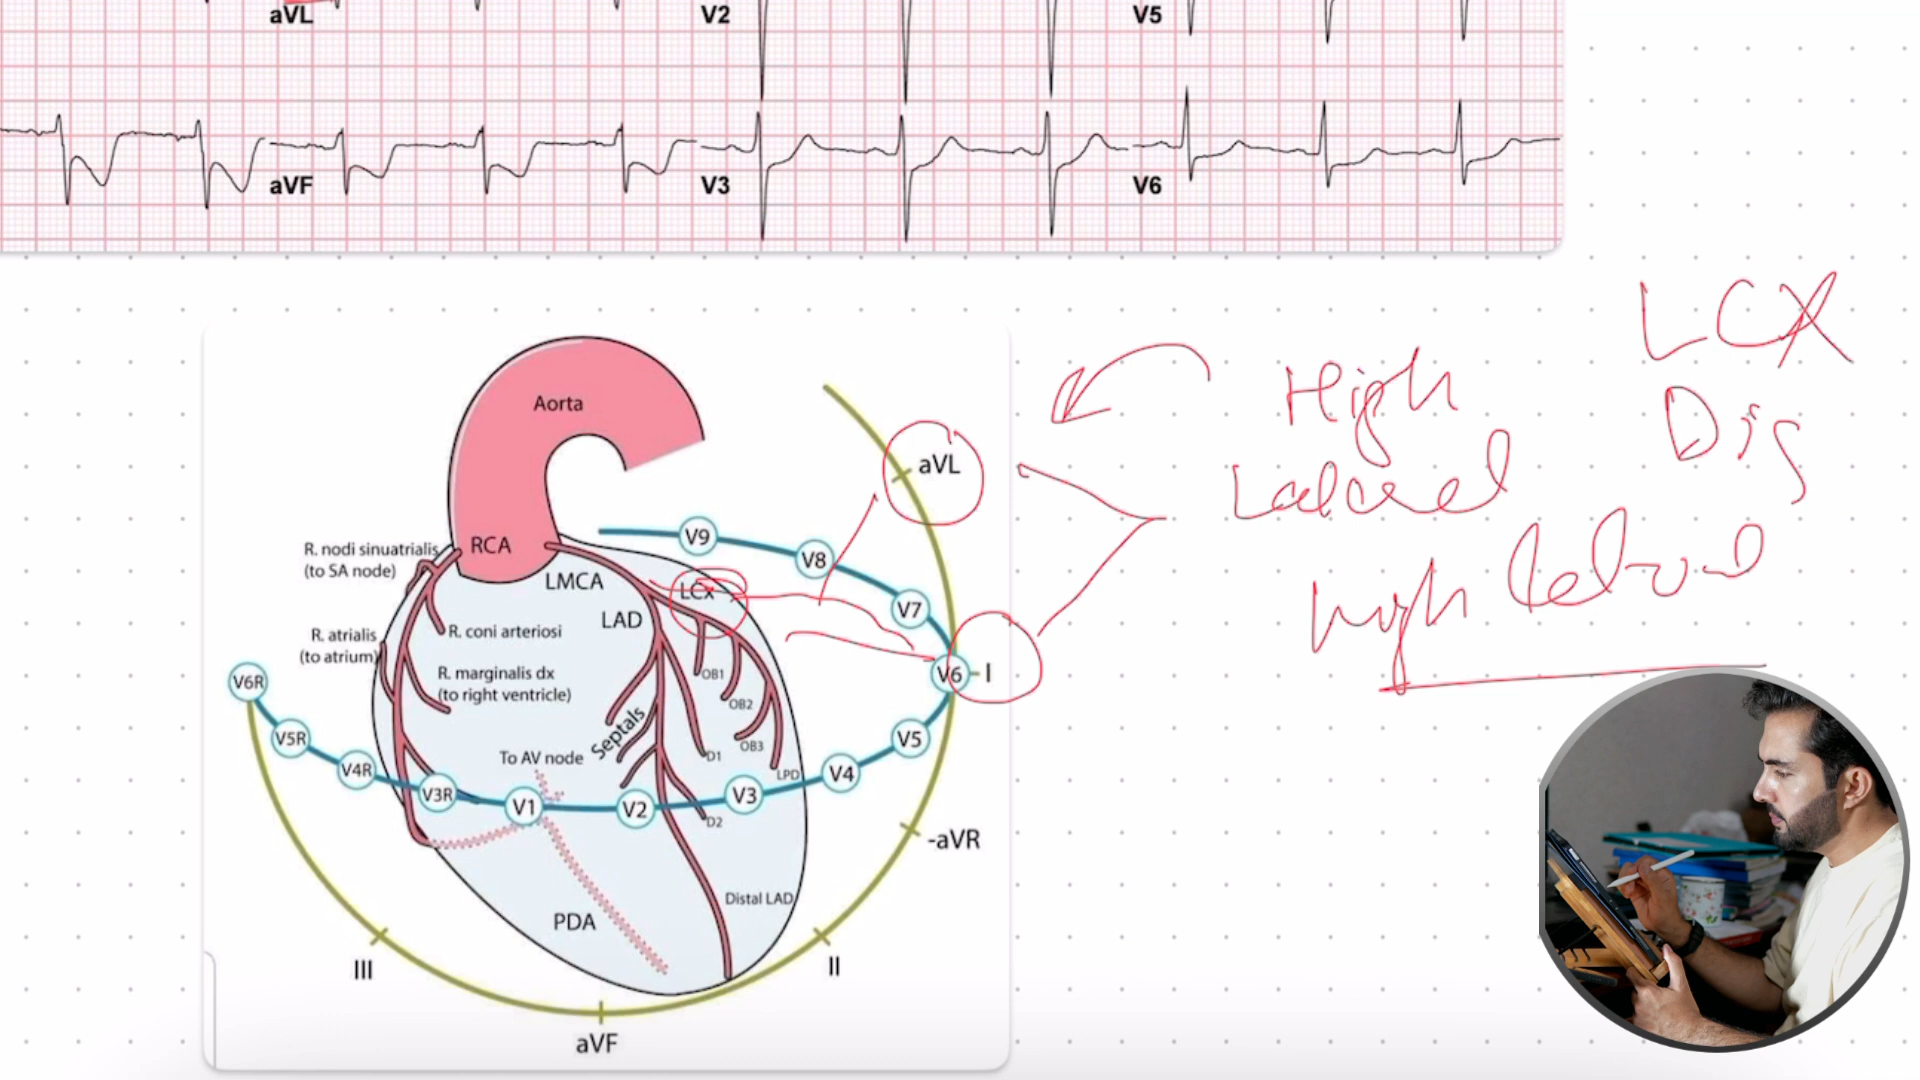 aVL V2 V5
aVF V3 V6
Aorta
aVL
RCA
LMCA
LCx
LAD
R. nodi sinuatrialis
(to SA node)
R. atrialis
(to atrium)
R. coni arteriosi
R. marginalis dx
(to right ventricle)
To AV node
Septals
OB1
OB2
OB3
D1
LPD
D2
V9
V8
V7
V6
I
V5
V4
V3
V2
V1
V3R
V4R
V5R
V6R
-aVR
Distal LAD
PDA
III
II
aVF
High
Lateral
High lateral
LCX
Dis